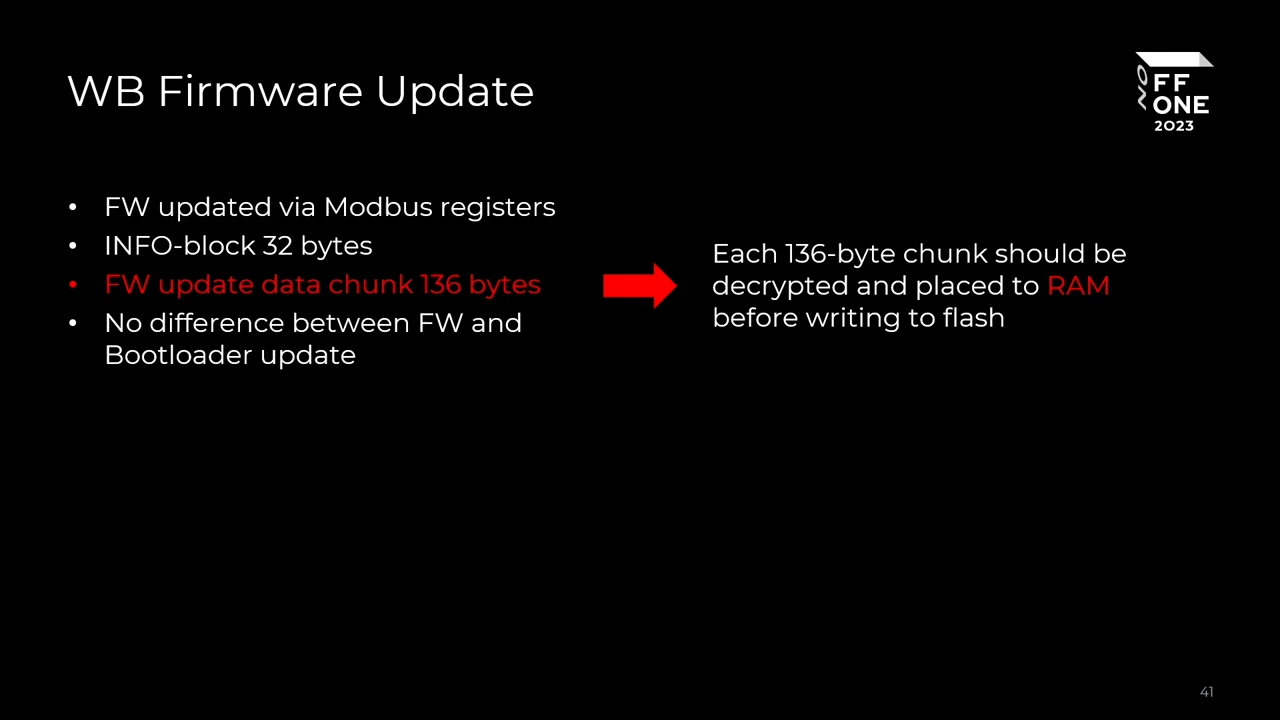 WB Firmware Update
NO
FF
ONE
2023
• FW updated via Modbus registers
• INFO-block 32 bytes
• FW update data chunk 136 bytes
• No difference between FW and
Bootloader update
Each 136-byte chunk should be
decrypted and placed to RAM
before writing to flash
41